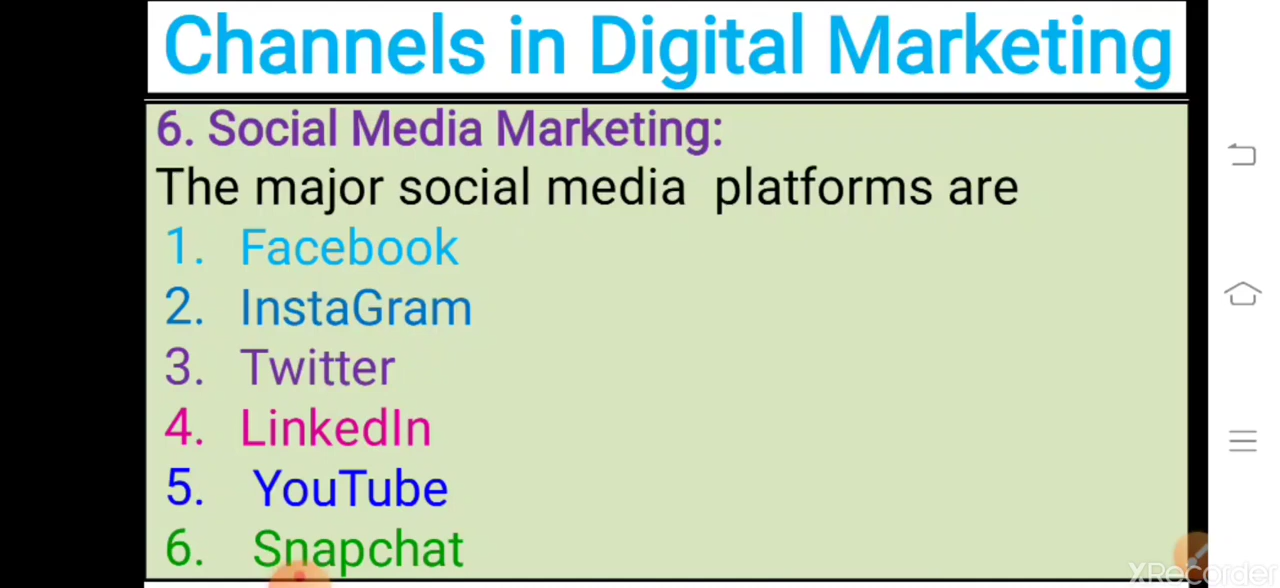 Channels in Digital Marketing
6. Social Media Marketing:
The major social media platforms are
1. Facebook
2. InstaGram
3. Twitter
4. LinkedIn
5. YouTube
6. Snapchat
XRecorder